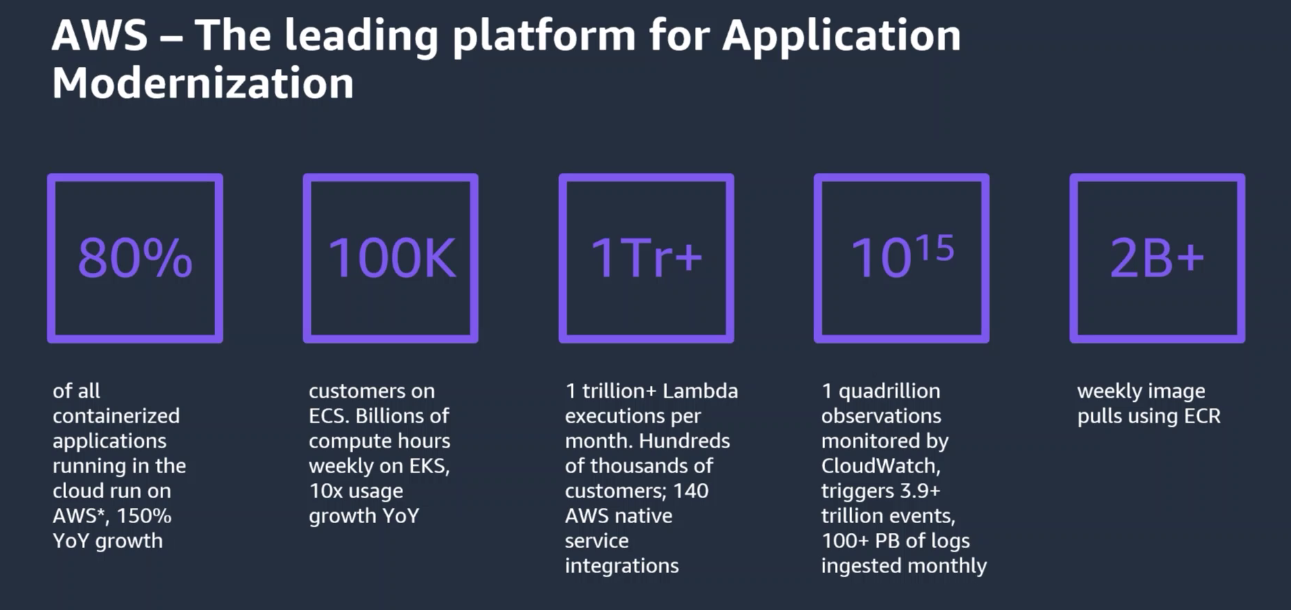 AWS – The leading platform for Application
Modernization
80%
of all
containerized
applications
running in the
cloud run on
AWS*, 150%
YoY growth
100K
customers on
ECS. Billions of
compute hours
weekly on EKS,
10x usage
growth YoY
1Tr+
1 trillion+ Lambda
executions per
month. Hundreds
of thousands of
customers; 140
AWS native
service
integrations
10¹⁵
1 quadrillion
observations
monitored by
CloudWatch,
triggers 3.9+
trillion events,
100+ PB of logs
ingested monthly
2B+
weekly image
pulls using ECR